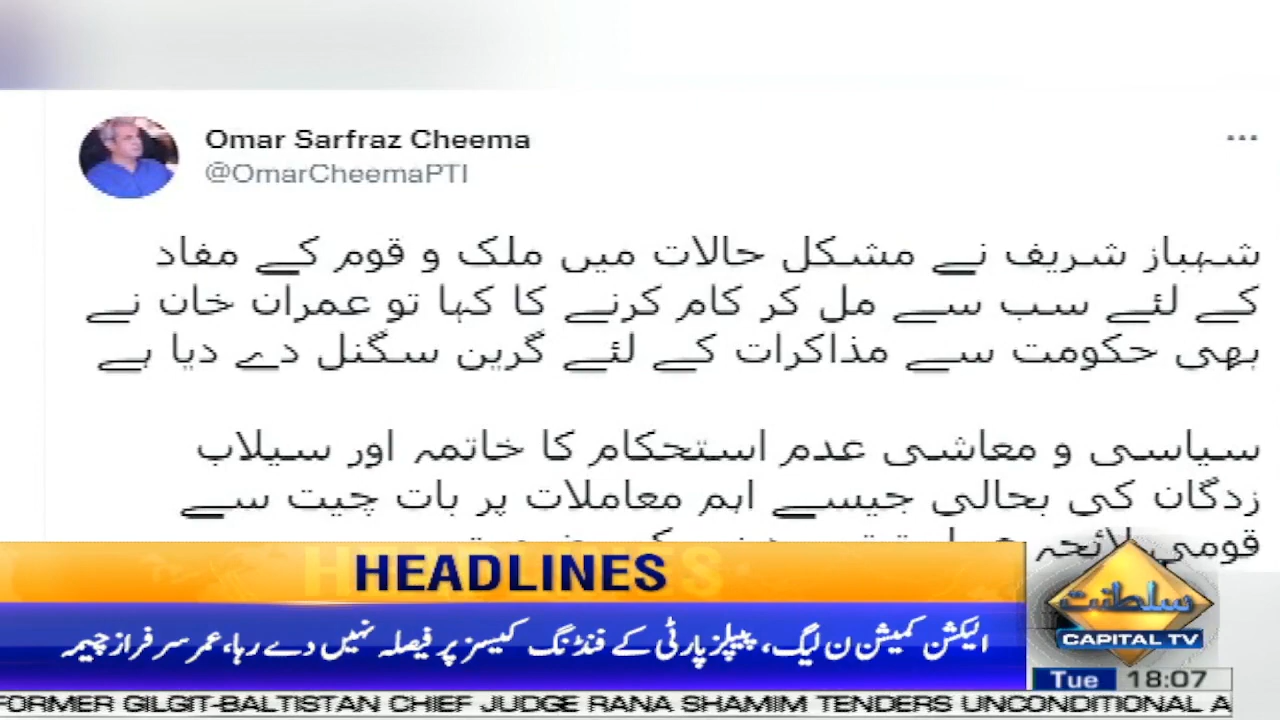 Omar Sarfraz Cheema
@OmarCheemaPTI
شہباز شریف نے مشکل حالات میں ملک و قوم کے مفاد
کے لئے سب سے مل کر کام کرنے کا کہا تو عمران خان نے
بھی حکومت سے مذاکرات کے لئے گرین سگنل دے دیا ہے
سیاسی و معاشی عدم استحکام کا خاتمہ اور سیلاب
زدگان کی بحالی جیسے اہم معاملات پر بات چیت سے
قومی لائحہ
HEADLINES
الیکشن کمیشن ن لیگ، پیپلز پارٹی کے فنڈنگ کیسز پر فیصلہ نہیں دے رہا، عمر سرفراز چیمہ
سلطنت
CAPITAL TV
Tue 18:07
FORMER GILGIT-BALTISTAN CHIEF JUDGE RANA SHAMIM TENDERS UNCONDITIONAL A